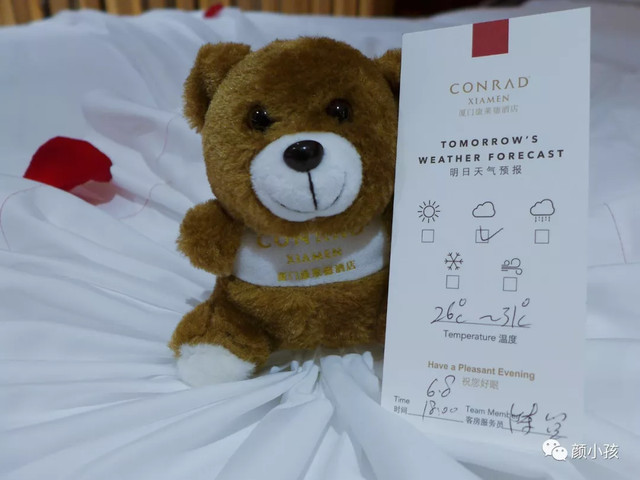 CONRAD
XIAMEN
厦门康莱德酒店
TOMORROW'S
WEATHER FORECAST
明日天气预报
26℃~31℃
Temperature 温度
Have a Pleasant Evening
祝您好眠
Time 6.8
时间 18:00
Team Member
客房服务员
CONRAD
XIAMEN
厦门康莱德酒店
颜小孩